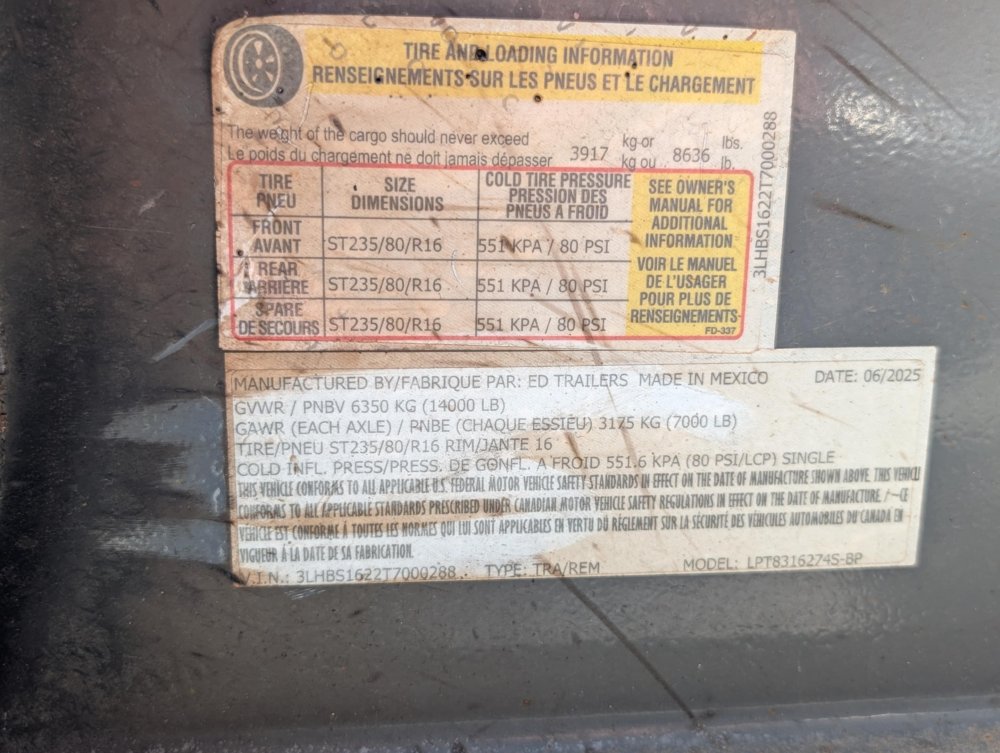 TIRE AND LOADING INFORMATION
RENSEIGNEMENTS SUR LES PNEUS ET LE CHARGEMENT
The weight of the cargo should never exceed 3917 kg-or 8636 lbs.
Le poids du chargement ne doit jamais dépasser kg ou lb.
TIRE PNEU SIZE DIMENSIONS COLD TIRE PRESSURE PRESSION DES PNEUS A FROID
FRONT AVANT ST235/80/R16 551 KPA / 80 PSI
REAR ARRIÈRE ST235/80/R16 551 KPA / 80 PSI
SPARE DE SECOURS ST235/80/R16 551 KPA / 80 PSI
SEE OWNER'S
MANUAL FOR
ADDITIONAL
INFORMATION
VOIR LE MANUEL
DE L'USAGER
POUR PLUS DE
RENSEIGNEMENTS
FD-337
3LHBS1622T7000288
MANUFACTURED BY/FABRIQUE PAR: ED TRAILERS MADE IN MEXICO DATE: 06/2025
GVWR / PNBV 6350 KG (14000 LB)
GAWR (EACH AXLE) / PNBE (CHAQUE ESSIEU) 3175 KG (7000 LB)
TIRE/PNEU ST235/80/R16 RIM/JANTE 16
COLD INFL. PRESS/PRESS. DE GONFL. A FROID 551.6 KPA (80 PSI/LCP) SINGLE
THIS VEHICLE CONFORMS TO ALL APPLICABLE U.S. FEDERAL MOTOR VEHICLE SAFETY STANDARDS IN EFFECT ON THE DATE OF MANUFACTURE SHOWN ABOVE. THIS VEHICLE
CONFORMS TO ALL APPLICABLE STANDARDS PRESCRIBED UNDER CANADIAN MOTOR VEHICLE SAFETY REGULATIONS IN EFFECT ON THE DATE OF MANUFACTURE. /—CE
VEHICLE EST CONFORME À TOUTES LES NORMES QUI LUI SONT APPLICABLES EN VERTU DU RÉGLEMENT SUR LA SÉCURITÉ DES VÉHICULES AUTOMOBILES DU CANADA EN
VIGUEUR À LA DATE DE SA FABRICATION.
V.I.N.: 3LHBS1622T7000288 TYPE: TRA/REM MODEL: LPT8316274S-BP